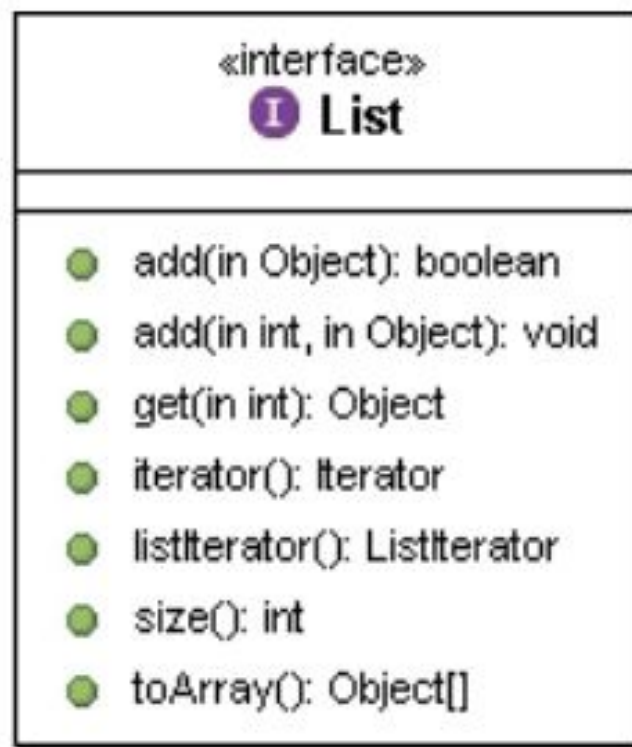 «interface»
I List
add(in Object): boolean
add(in int, in Object): void
get(in int): Object
iterator(): Iterator
listIterator(): ListIterator
size(): int
toArray(): Object[]